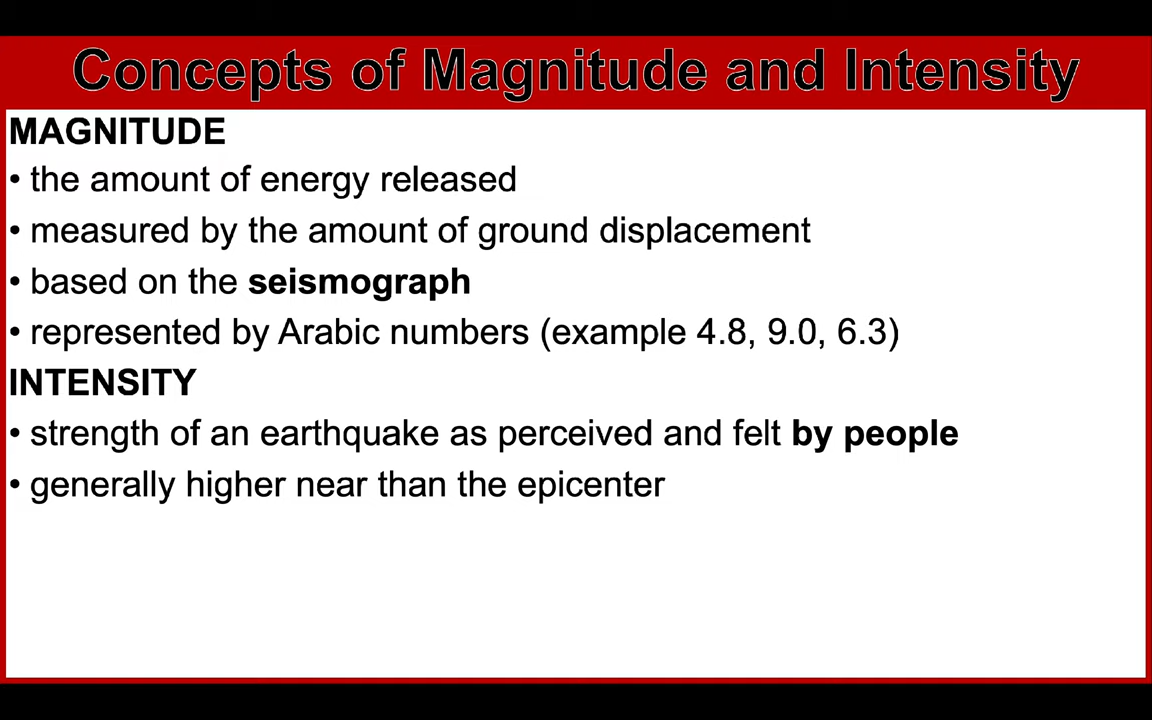 Concepts of Magnitude and Intensity
MAGNITUDE
• the amount of energy released
• measured by the amount of ground displacement
• based on the seismograph
• represented by Arabic numbers (example 4.8, 9.0, 6.3)
INTENSITY
• strength of an earthquake as perceived and felt by people
• generally higher near than the epicenter